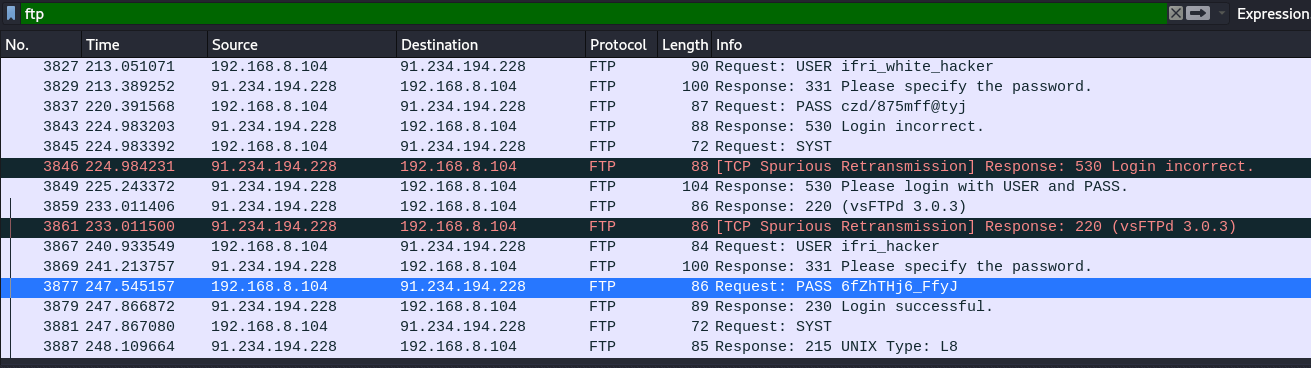 ftp Expression
No. Time Source Destination Protocol Length Info
3827 213.051071 192.168.8.104 91.234.194.228 FTP 90 Request: USER ifri_white_hacker
3829 213.389252 91.234.194.228 192.168.8.104 FTP 100 Response: 331 Please specify the password.
3837 220.391568 192.168.8.104 91.234.194.228 FTP 87 Request: PASS czd/875mff@tyj
3843 224.983203 91.234.194.228 192.168.8.104 FTP 88 Response: 530 Login incorrect.
3845 224.983392 192.168.8.104 91.234.194.228 FTP 72 Request: SYST
3846 224.984231 91.234.194.228 192.168.8.104 FTP 88 [TCP Spurious Retransmission] Response: 530 Login incorrect.
3849 225.243372 91.234.194.228 192.168.8.104 FTP 104 Response: 530 Please login with USER and PASS.
3859 233.011406 91.234.194.228 192.168.8.104 FTP 86 Response: 220 (vsFTPd 3.0.3)
3861 233.011500 91.234.194.228 192.168.8.104 FTP 86 [TCP Spurious Retransmission] Response: 220 (vsFTPd 3.0.3)
3867 240.933549 192.168.8.104 91.234.194.228 FTP 84 Request: USER ifri_hacker
3869 241.213757 91.234.194.228 192.168.8.104 FTP 100 Response: 331 Please specify the password.
3877 247.545157 192.168.8.104 91.234.194.228 FTP 86 Request: PASS 6fZhTHj6_FfyJ
3879 247.866872 91.234.194.228 192.168.8.104 FTP 89 Response: 230 Login successful.
3881 247.867080 192.168.8.104 91.234.194.228 FTP 72 Request: SYST
3887 248.109664 91.234.194.228 192.168.8.104 FTP 85 Response: 215 UNIX Type: L8